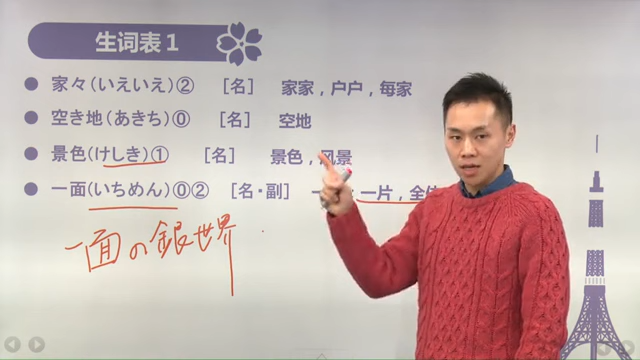 生词表1
家々（いえいえ）② ［名］ 家家，户户，每家
空き地（あきち）⓪ ［名］ 空地
景色（けしき）① ［名］ 景色，风景
一面（いちめん）⓪② ［名・副］ 一片，全
一面の銀世界